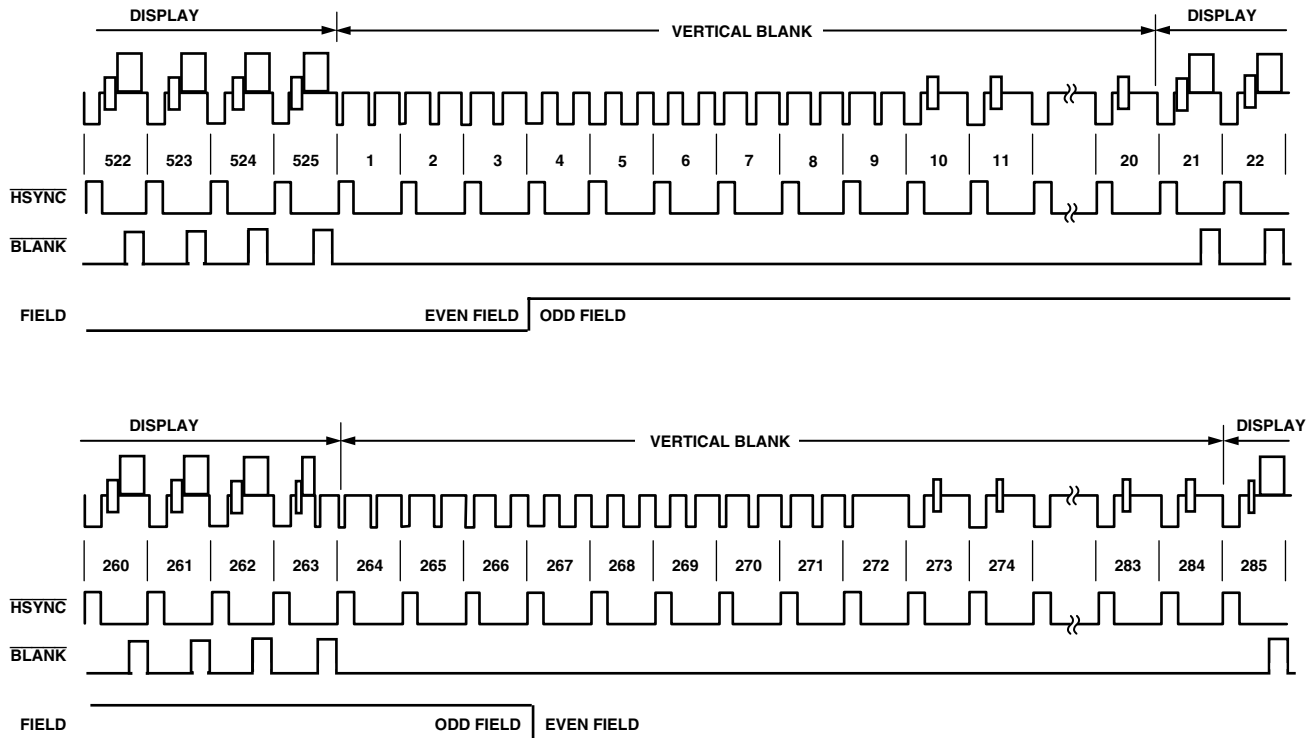 DISPLAY VERTICAL BLANK DISPLAY
522 523 524 525 1 2 3 4 5 6 7 8 9 10 11 20 21 22
HSYNC
BLANK
FIELD EVEN FIELD ODD FIELD
DISPLAY VERTICAL BLANK DISPLAY
260 261 262 263 264 265 266 267 268 269 270 271 272 273 274 283 284 285
HSYNC
BLANK
FIELD ODD FIELD EVEN FIELD